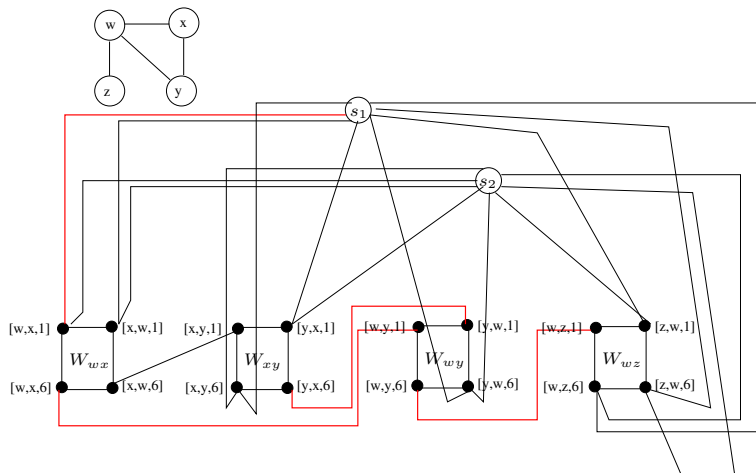 w x
z y
s1
s2
[w,x,1] [x,w,1] [x,y,1] [y,x,1] [w,y,1] [y,w,1] [w,z,1] [z,w,1]
Wwx Wxy Wwy Wwz
[w,x,6] [x,w,6] [x,y,6] [y,x,6] [w,y,6] [y,w,6] [w,z,6] [z,w,6]